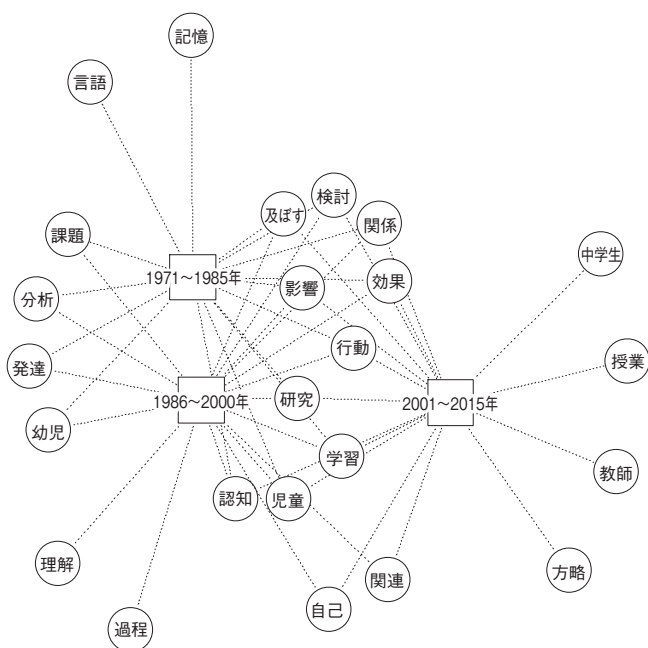 記憶
言語
検討
及ぼす
関係
課題
中学生
1971～1985年
影響
効果
分析
行動
授業
発達
1986～2000年
研究
2001～2015年
幼児
学習
教師
認知
児童
理解
関連
方略
自己
過程